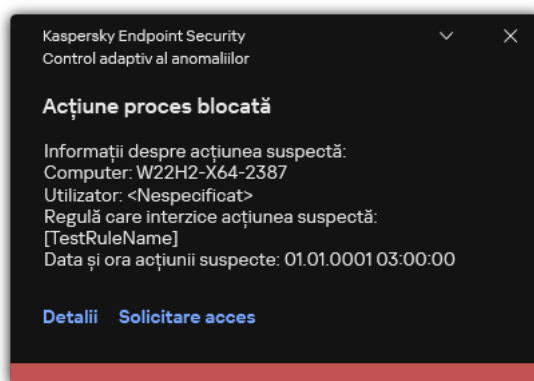 Kaspersky Endpoint Security
Control adaptiv al anomaliilor
Acțiune proces blocată
Informații despre acțiunea suspectă:
Computer: W22H2-X64-2387
Utilizator: <Nespecificat>
Regulă care interzice acțiunea suspectă:
[TestRuleName]
Data și ora acțiunii suspecte: 01.01.0001 03:00:00
Detalii Solicitare acces